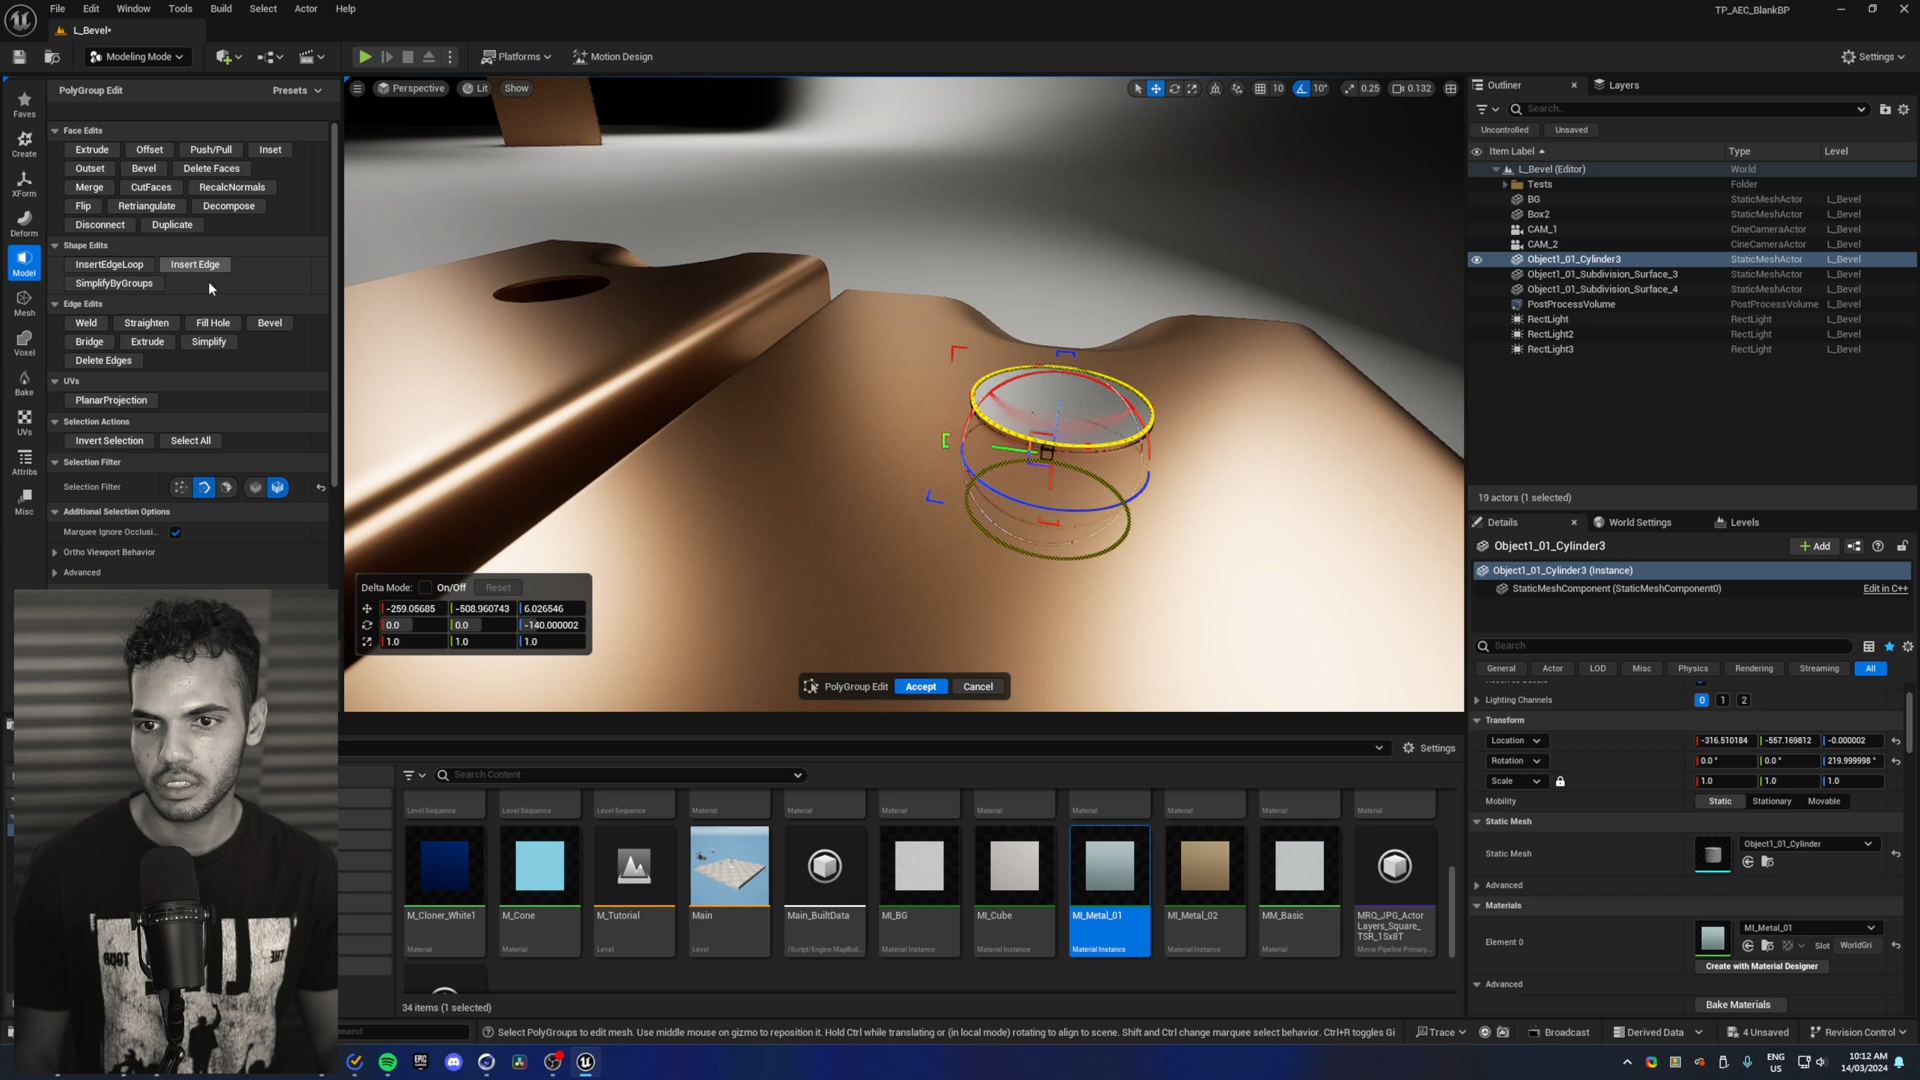 File Edit Window Tools Build Select Actor Help
TP_AEC_BlankBP
L_Bevel•
Modeling Mode
Platforms
Motion Design
Settings
PolyGroup Edit
Presets
Faves
Create
XForm
Deform
Model
Mesh
Voxel
Bake
UVs
Attribs
Misc
Face Edits
Extrude Offset Push/Pull Inset
Outset Bevel Delete Faces
Merge CutFaces RecalcNormals
Flip Retriangulate Decompose
Disconnect Duplicate
Shape Edits
InsertEdgeLoop Insert Edge
SimplifyByGroups
Edge Edits
Weld Straighten Fill Hole Bevel
Bridge Extrude Simplify
Delete Edges
UVs
PlanarProjection
Selection Actions
Invert Selection Select All
Selection Filter
Selection Filter
Additional Selection Options
Marquee Ignore Occlusi..
Ortho Viewport Behavior
Advanced
Perspective Lit Show
10 10° 0.25 0.132
Delta Mode: On/Off Reset
-259.05685 -508.960743 6.026546
0.0 0.0 -140.000002
1.0 1.0 1.0
PolyGroup Edit Accept Cancel
Outliner
Layers
Search...
Uncontrolled Unsaved
Item Label Type Level
L_Bevel (Editor) World
Tests Folder
BG StaticMeshActor L_Bevel
Box2 StaticMeshActor L_Bevel
CAM_1 CineCameraActor L_Bevel
CAM_2 CineCameraActor L_Bevel
Object1_01_Cylinder3 StaticMeshActor L_Bevel
Object1_01_Subdivision_Surface_3 StaticMeshActor L_Bevel
Object1_01_Subdivision_Surface_4 StaticMeshActor L_Bevel
PostProcessVolume PostProcessVolume L_Bevel
RectLight RectLight L_Bevel
RectLight2 RectLight L_Bevel
RectLight3 RectLight L_Bevel
19 actors (1 selected)
Details World Settings Levels
Object1_01_Cylinder3
Add
Object1_01_Cylinder3 (Instance)
StaticMeshComponent (StaticMeshComponent0) Edit in C++
Search
General Actor LOD Misc Physics Rendering Streaming All
Lighting Channels 0 1 2
Transform
Location -316.510184 -557.169812 -0.000002
Rotation 0.0° 0.0° 219.999998°
Scale 1.0 1.0 1.0
Mobility Static Stationary Movable
Static Mesh
Static Mesh Object1_01_Cylinder
Advanced
Materials
Element 0 MI_Metal_01
Slot WorldGri
Create with Material Designer
Advanced
Bake Materials
Settings
Search Content
Level Sequence Level Sequence Level Sequence Material Material Material Material Material Material Material Material
M_Cloner_White1 M_Cone M_Tutorial Main Main_BuiltData MI_BG MI_Cube MI_Metal_01 MI_Metal_02 MM_Basic MRQ_JPG_Actor
Layers_Square_
TSR_1Sx8T
Material Material Level Level /Script/Engine.MapBuil.. Material Instance Material Instance Material Instance Material Instance Material Movie Pipeline Primary...
34 items (1 selected)
Select PolyGroups to edit mesh. Use middle mouse on gizmo to reposition it. Hold Ctrl while translating or (in local mode) rotating to align to scene. Shift and Ctrl change marquee select behavior. Ctrl+R toggles Gi
Trace Broadcast Derived Data 4 Unsaved Revision Control
EPIC
ENG
US
10:12 AM
14/03/2024